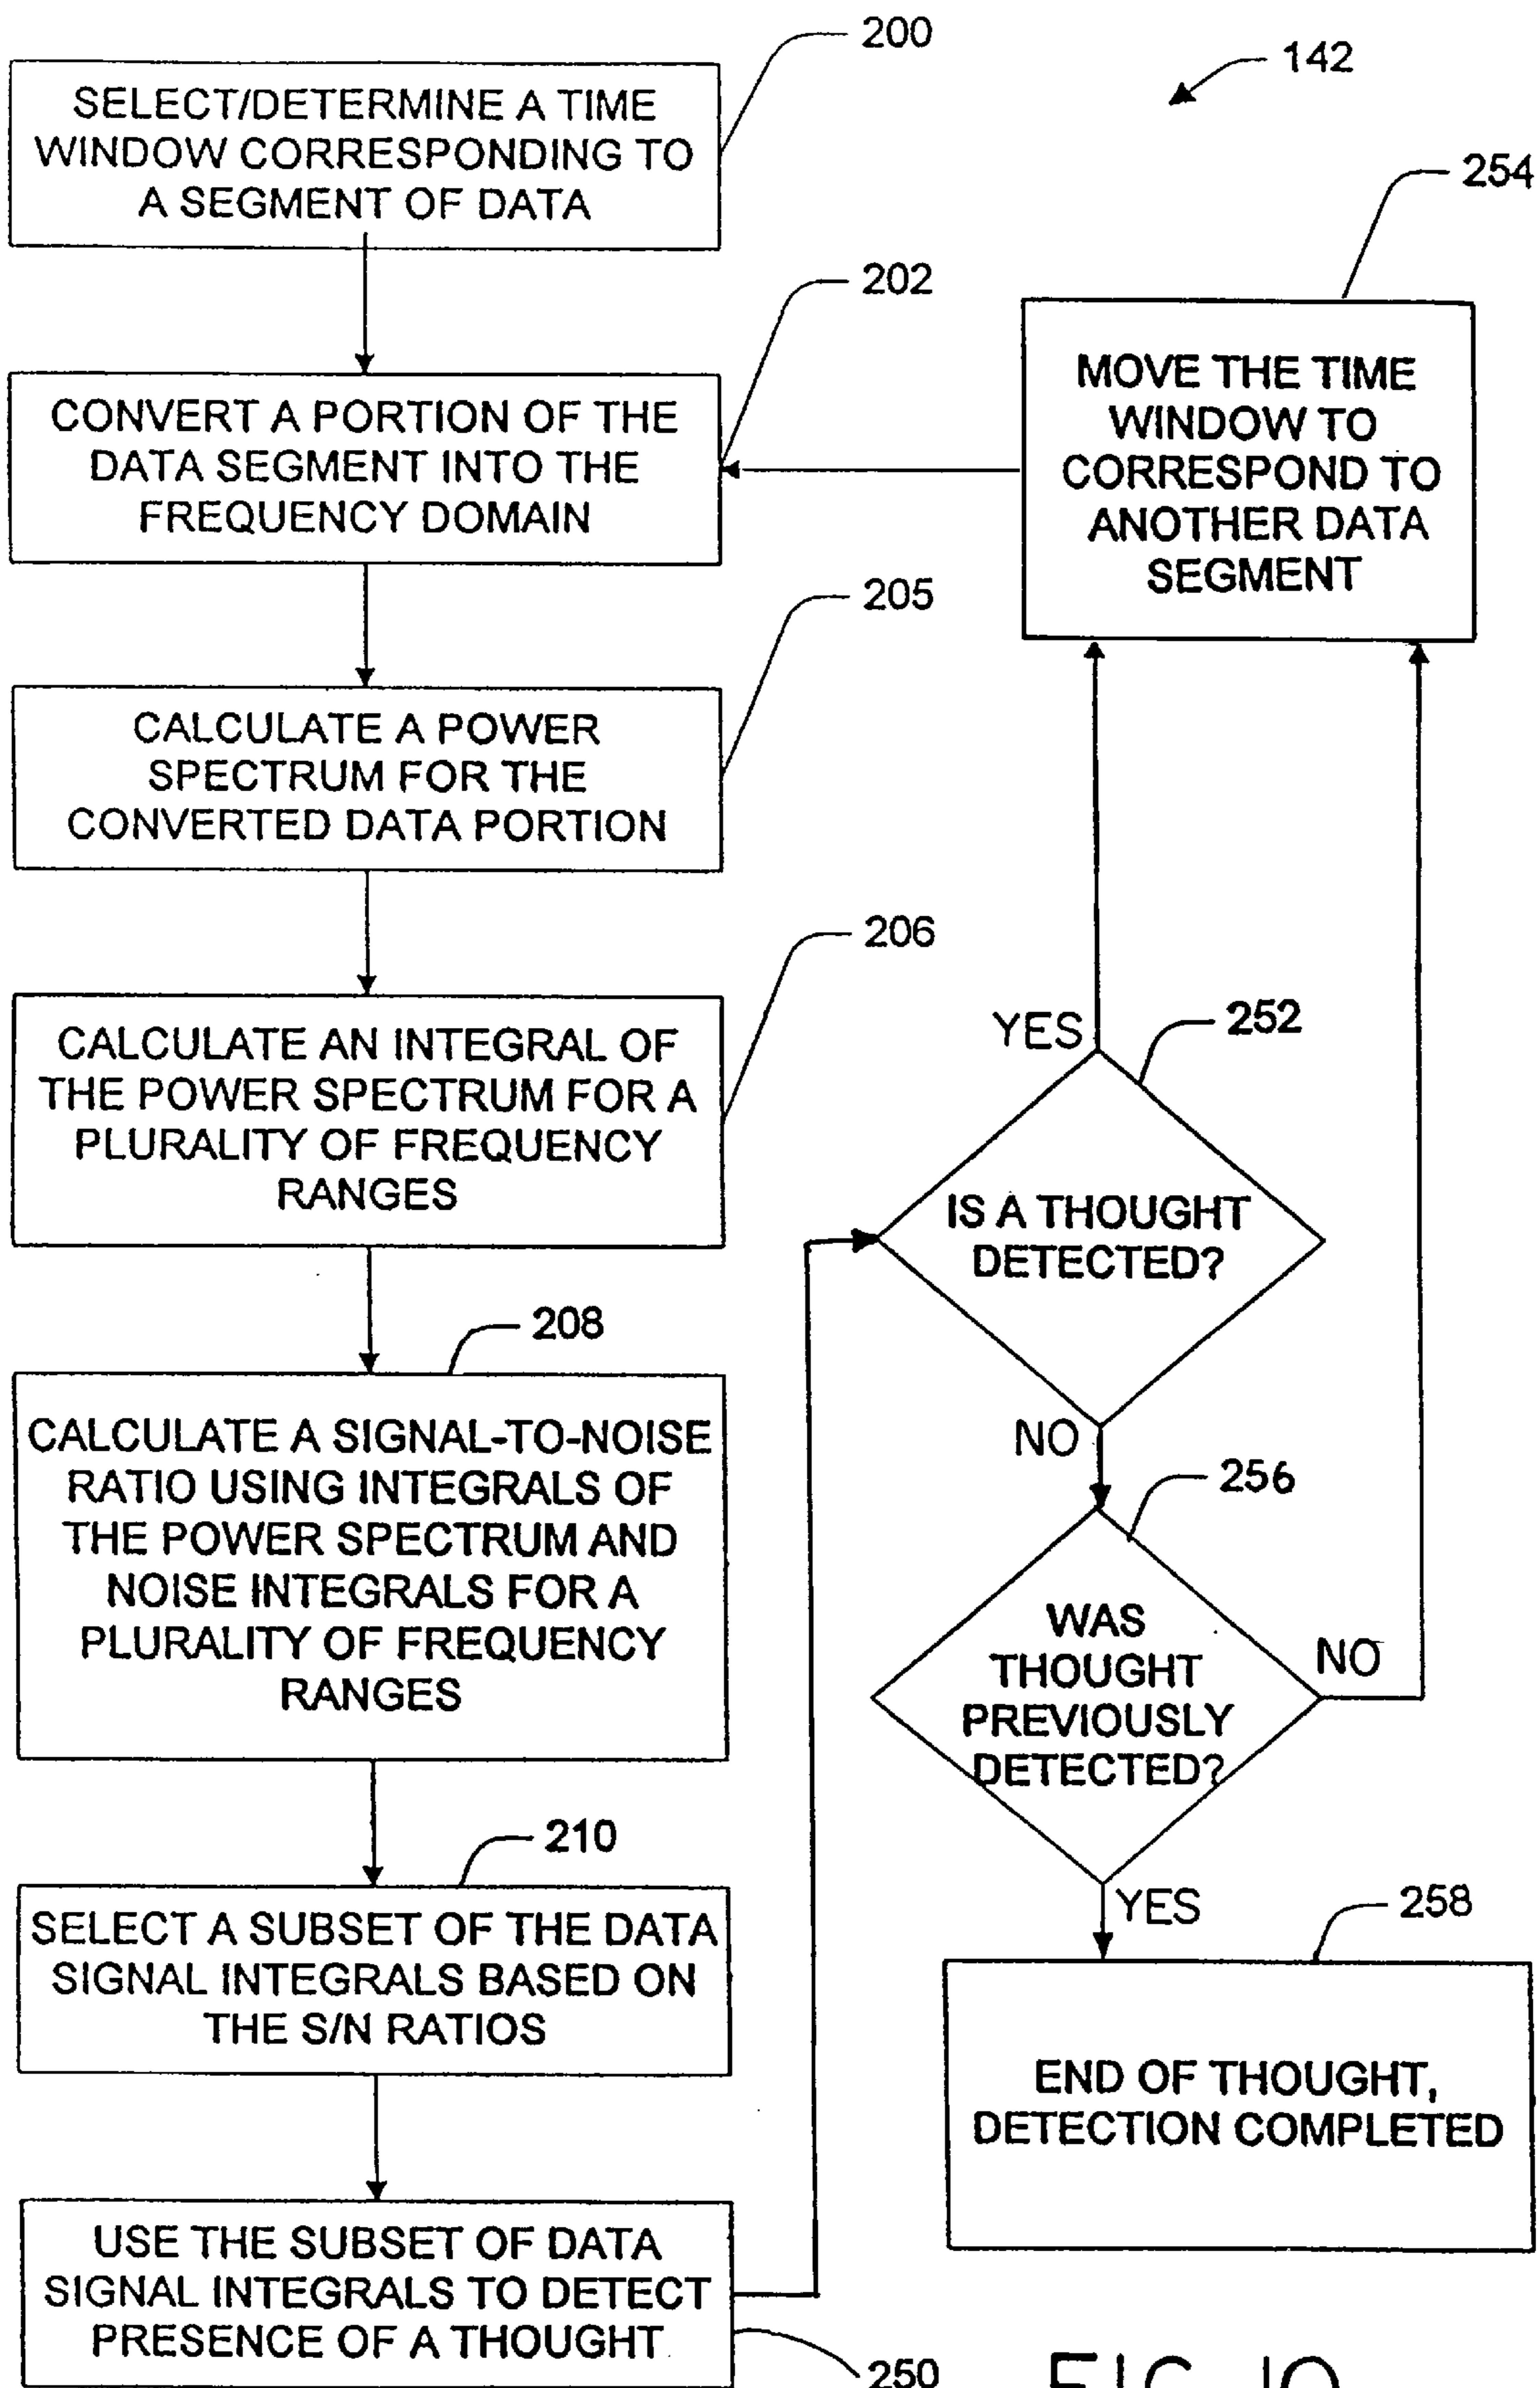 200
142
SELECT/DETERMINE A TIME
WINDOW CORRESPONDING TO
A SEGMENT OF DATA
254
202
CONVERT A PORTION OF THE
DATA SEGMENT INTO THE
FREQUENCY DOMAIN
MOVE THE TIME
WINDOW TO
CORRESPOND TO
ANOTHER DATA
SEGMENT
205
CALCULATE A POWER
SPECTRUM FOR THE
CONVERTED DATA PORTION
206
CALCULATE AN INTEGRAL OF
THE POWER SPECTRUM FOR A
PLURALITY OF FREQUENCY
RANGES
YES
252
IS A THOUGHT
DETECTED?
208
CALCULATE A SIGNAL-TO-NOISE
RATIO USING INTEGRALS OF
THE POWER SPECTRUM AND
NOISE INTEGRALS FOR A
PLURALITY OF FREQUENCY
RANGES
NO
256
WAS
THOUGHT
PREVIOUSLY
DETECTED?
NO
210
SELECT A SUBSET OF THE DATA
SIGNAL INTEGRALS BASED ON
THE S/N RATIOS
YES
258
END OF THOUGHT,
DETECTION COMPLETED
USE THE SUBSET OF DATA
SIGNAL INTEGRALS TO DETECT
PRESENCE OF A THOUGHT
250